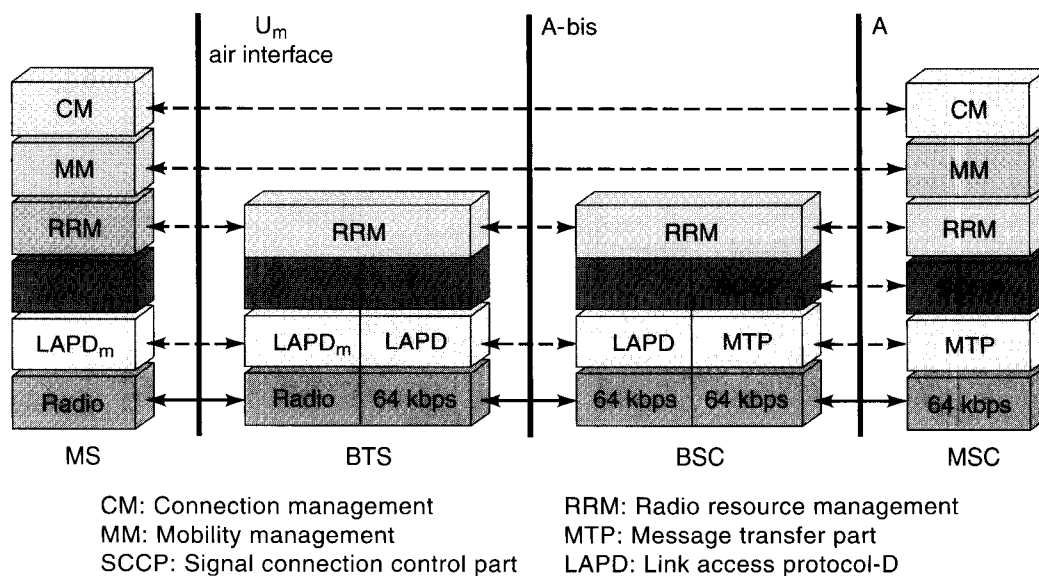 Um
air interface
A-bis
A
CM
CM
MM
MM
RRM
RRM
RRM
RRM
LAPDm
LAPDm
LAPD
LAPD
MTP
MTP
Radio
Radio
64 kbps
64 kbps
64 kbps
64 kbps
MS
BTS
BSC
MSC
CM: Connection management
MM: Mobility management
SCCP: Signal connection control part
RRM: Radio resource management
MTP: Message transfer part
LAPD: Link access protocol-D